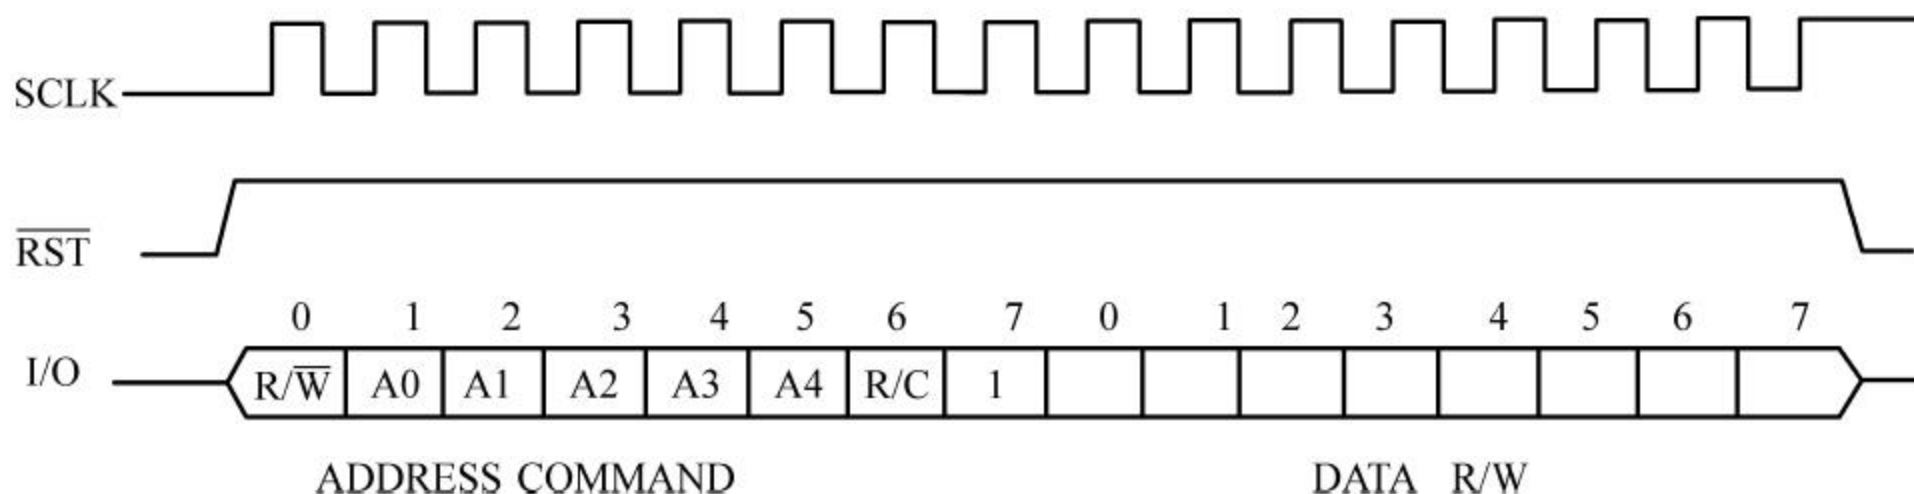 SCLK
R̅S̅T̅
0 1 2 3 4 5 6 7 0 1 2 3 4 5 6 7
I/O R/W̅ A0 A1 A2 A3 A4 R/C 1
ADDRESS COMMAND DATA R/W